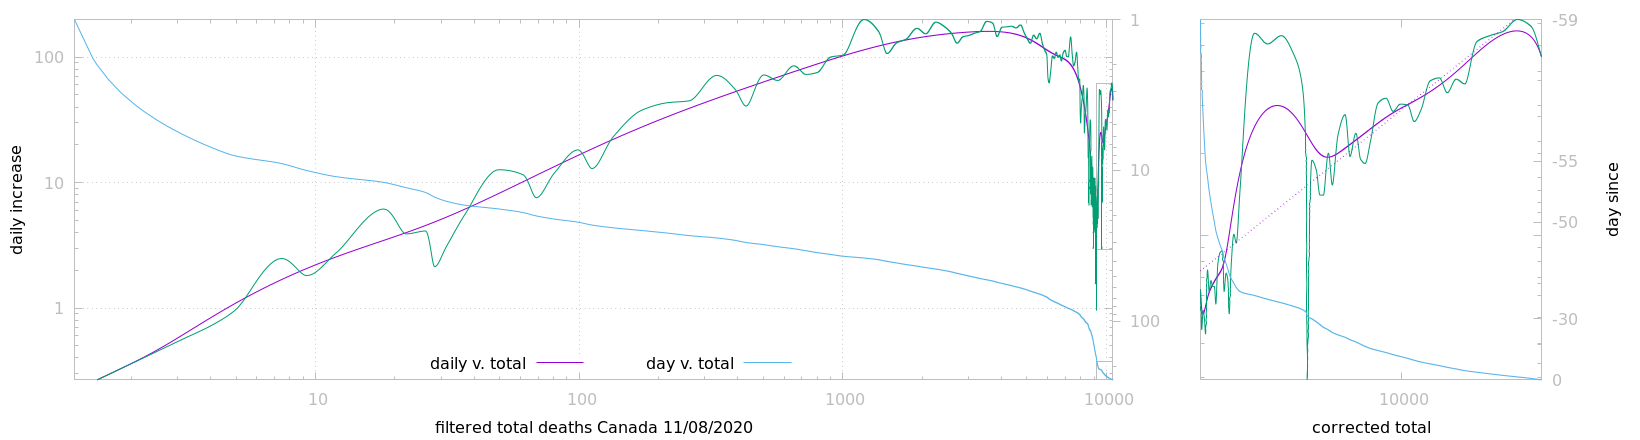 100
10
1
daily increase
10
100
1000
10000
filtered total deaths Canada 11/08/2020
daily v. total
day v. total
1
10
100
10000
corrected total
-59
-55
-50
-30
0
day since